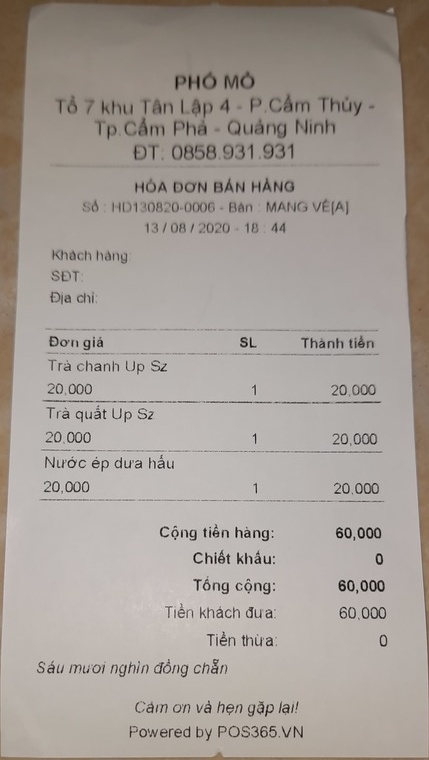 PHỐ MỎ
Tổ 7 khu Tân Lập 4 - P.Cẩm Thủy -
Tp.Cẩm Phả - Quảng Ninh
ĐT: 0858.931.931
HÓA ĐƠN BÁN HÀNG
Số : HD130820-0006 - Bàn : MANG VỀ[A]
13 / 08 / 2020 - 18 : 44
Khách hàng:
SĐT:
Địa chỉ:
Đơn giá SL Thành tiền
Trà chanh Up Sz
20,000 1 20,000
Trà quất Up Sz
20,000 1 20,000
Nước ép dưa hấu
20,000 1 20,000
Cộng tiền hàng: 60,000
Chiết khấu: 0
Tổng cộng: 60,000
Tiền khách đưa: 60,000
Tiền thừa: 0
Sáu mươi nghìn đồng chẵn
Cám ơn và hẹn gặp lại!
Powered by POS365.VN